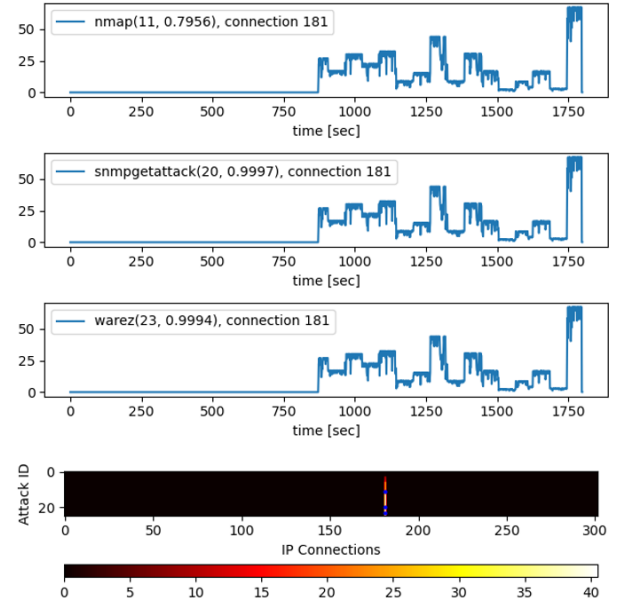 nmap(11, 0.7956), connection 181
50
25
0
0 250 500 750 1000 1250 1500 1750
time [sec]
snmpgetattack(20, 0.9997), connection 181
50
25
0
0 250 500 750 1000 1250 1500 1750
time [sec]
warez(23, 0.9994), connection 181
50
25
0
0 250 500 750 1000 1250 1500 1750
time [sec]
Attack ID
0
20
0 50 100 150 200 250 300
IP Connections
0 5 10 15 20 25 30 35 40